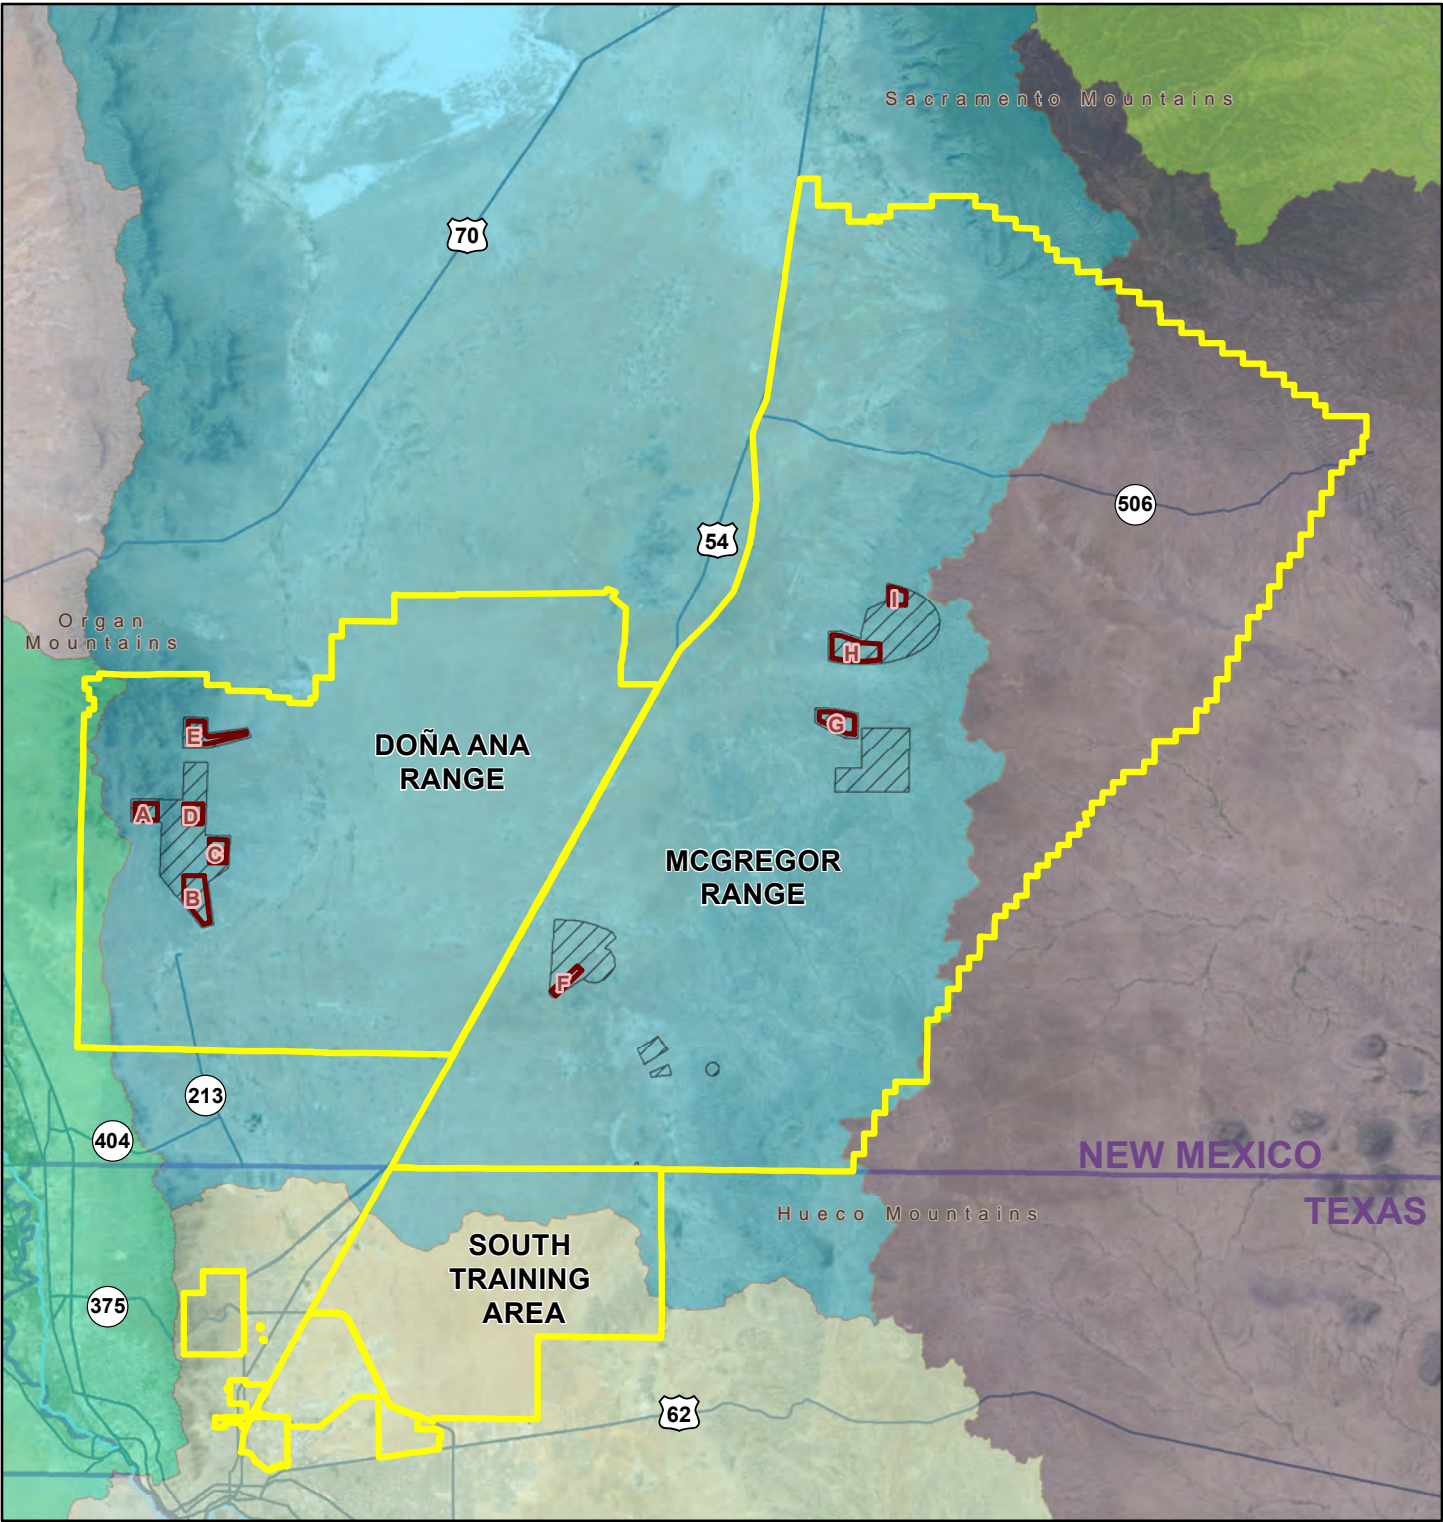 Sacramento Mountains
70
506
54
I
Organ
Mountains
H
G
E
DOÑA ANA
RANGE
A
D
C
MCGREGOR
RANGE
B
F
213
404
NEW MEXICO
TEXAS
Hueco Mountains
SOUTH
TRAINING
AREA
375
62